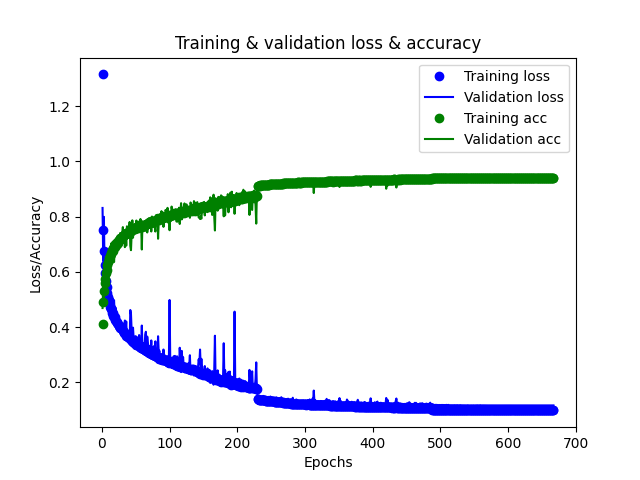 Training & validation loss & accuracy
Training loss
Validation loss
Training acc
Validation acc
Loss/Accuracy
1.2
1.0
0.8
0.6
0.4
0.2
0 100 200 300 400 500 600 700
Epochs